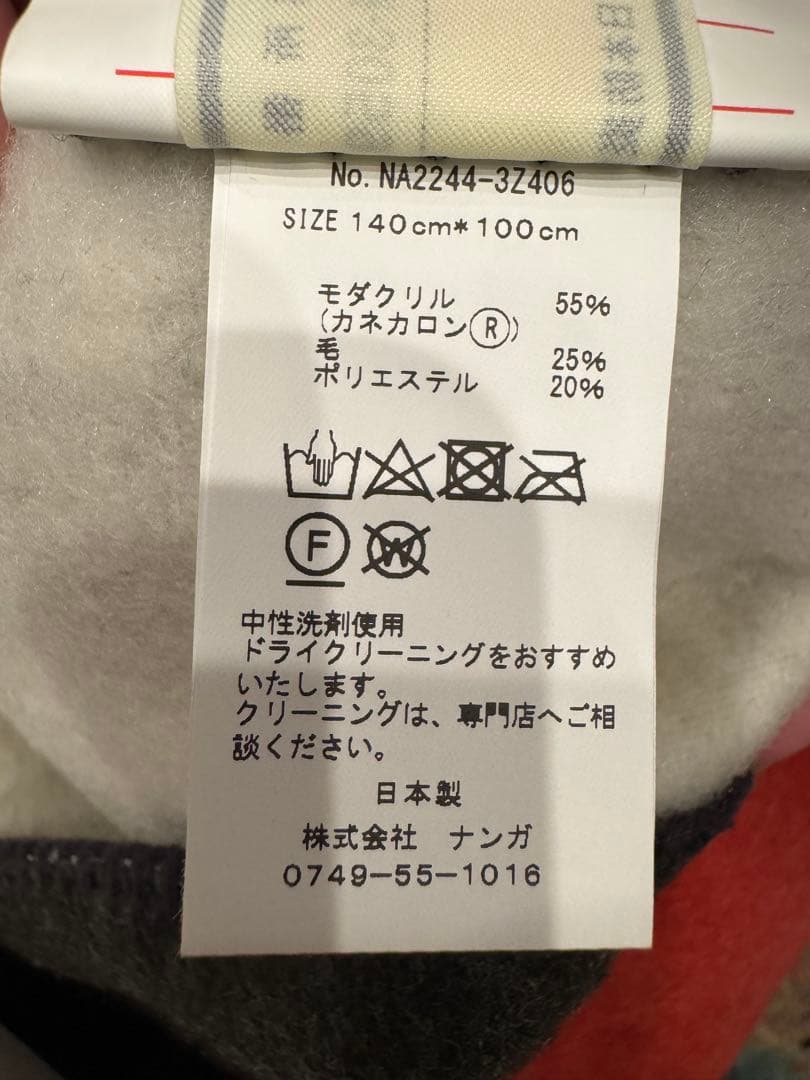 No. NA2244-3Z406
SIZE 140cm*100cm
モダクリル 55%
(カネカロンⓇ)
毛 25%
ポリエステル 20%
F W
中性洗剤使用
ドライクリーニングをおすすめ
いたします。
クリーニングは、専門店へご相
談ください。
日本製
株式会社 ナンガ
0749-55-1016